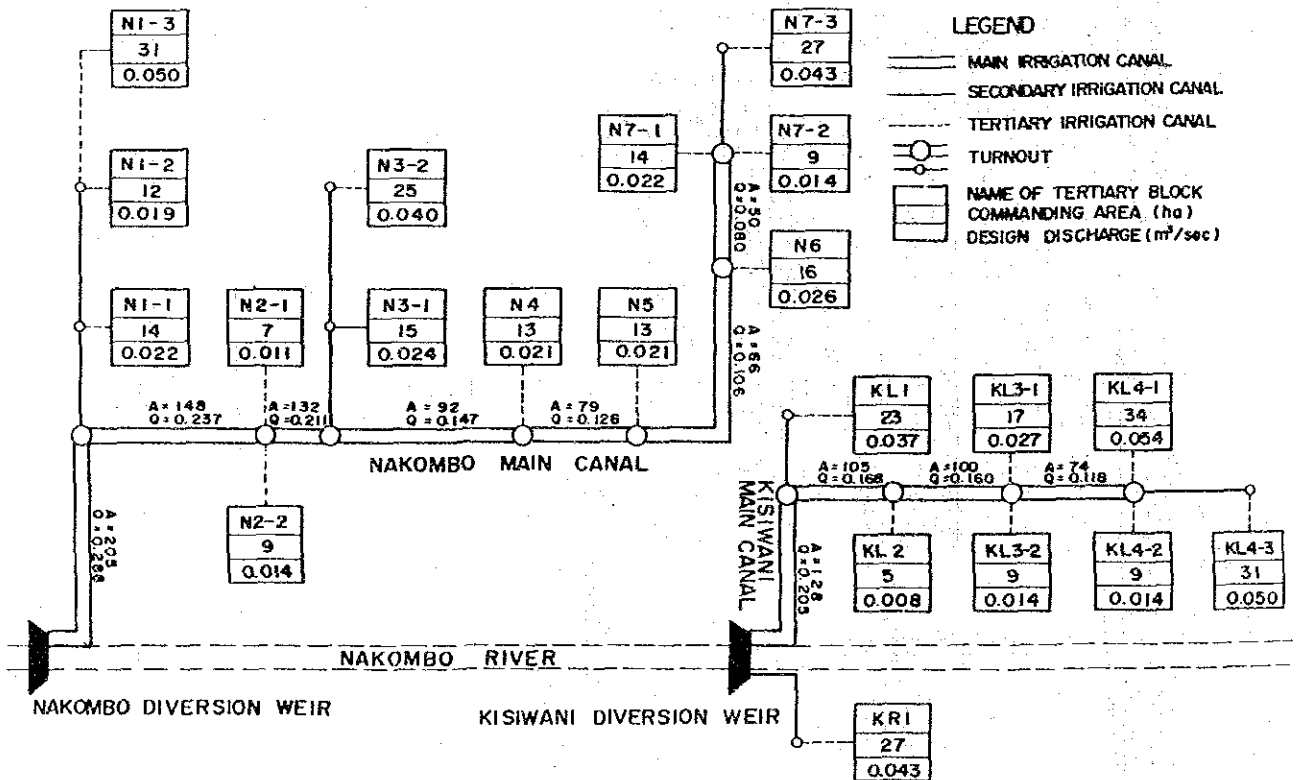 N1-3
31
0.050
N7-3
27
0.043
LEGEND
MAIN IRRIGATION CANAL
SECONDARY IRRIGATION CANAL
TERTIARY IRRIGATION CANAL
TURNOUT
NAME OF TERTIARY BLOCK
COMMANDING AREA (ha)
DESIGN DISCHARGE (m³/sec)
N7-1
14
0.022
N7-2
9
0.014
N1-2
12
0.019
N3-2
25
0.040
A=50
Q=0.080
N6
16
0.026
N1-1
14
0.022
N2-1
7
0.011
N3-1
15
0.024
N4
13
0.021
N5
13
0.021
A=66
Q=0.106
A=148
Q=0.237
A=132
Q=0.211
A=92
Q=0.147
A=79
Q=0.126
NAKOMBO MAIN CANAL
KL1
23
0.037
KL3-1
17
0.027
KL4-1
34
0.054
A=105
Q=0.168
A=100
Q=0.160
A=74
Q=0.118
KISIWANI
MAIN CANAL
A=128
Q=0.205
N2-2
9
0.014
A=205
KL2
5
0.008
KL3-2
9
0.014
KL4-2
9
0.014
KL4-3
31
0.050
NAKOMBO RIVER
NAKOMBO DIVERSION WEIR
KISIWANI DIVERSION WEIR
KR1
27
0.043